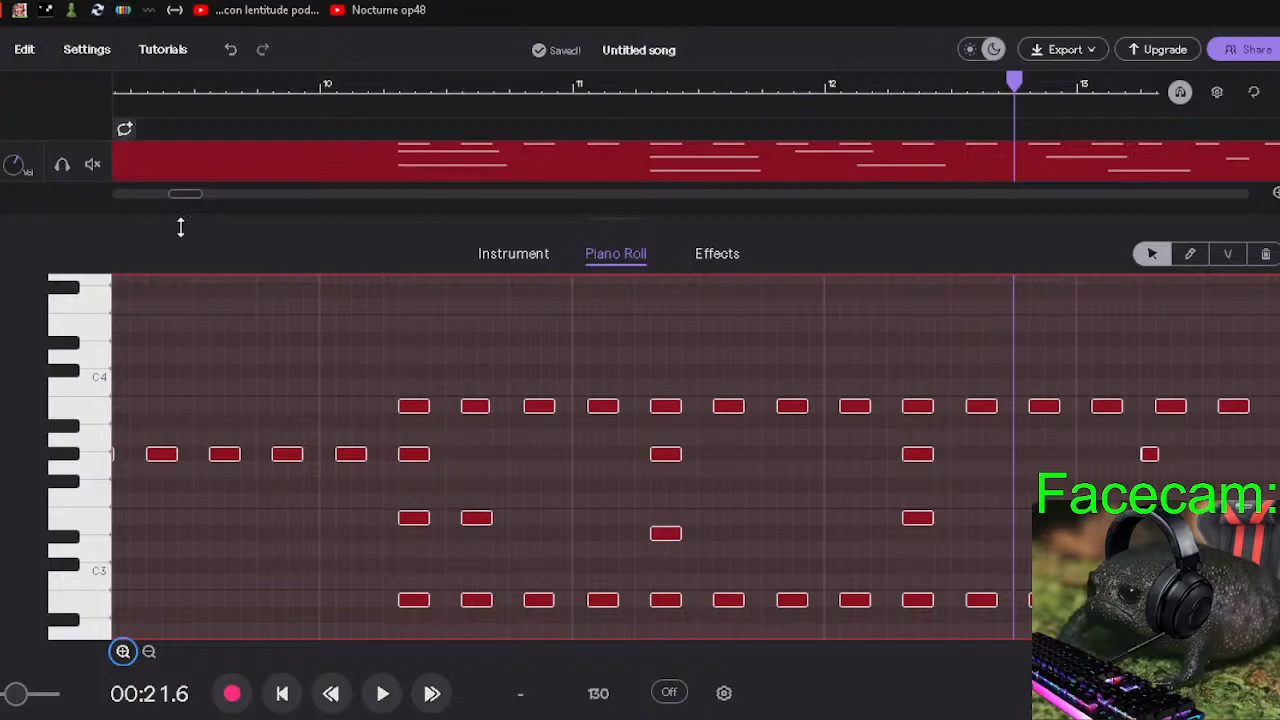 ...con lentitude pod... Nocturne op48
Edit Settings Tutorials Saved! Untitled song Export Upgrade Share
10 11 12 13
Vol
Instrument Piano Roll Effects V
C4
Facecam:
C3
00:21.6 - 130 Off